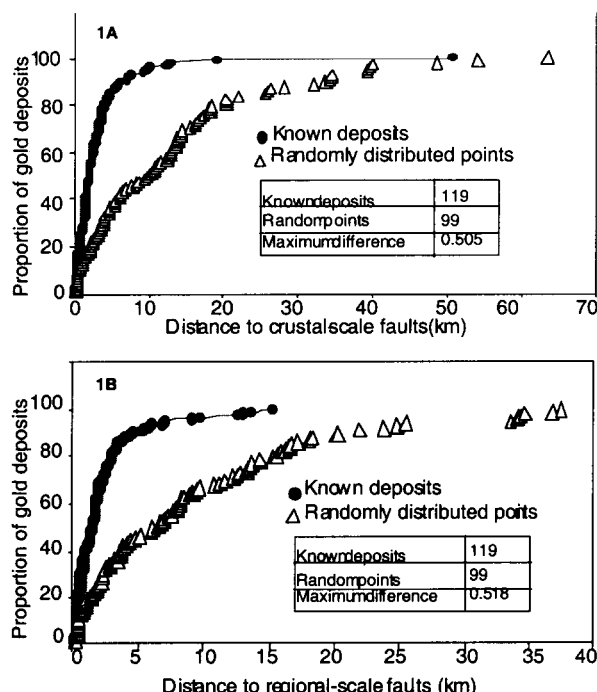 1A
100
80
60
40
20
0
Proportion of gold deposits
Known deposits
Randomly distributed points
Knowndeposits 119
Randompoints 99
Maximumdifference 0.505
0 10 20 30 40 50 60 70
Distance to crustalscale faults(km)
1B
100
80
60
40
20
0
Proportion of gold deposits
Known deposits
Randomly distributed points
Knowndeposits 119
Randompoints 99
Maximumdifference 0.518
0 5 10 15 20 25 30 40
Distance to regional-scale faults (km)